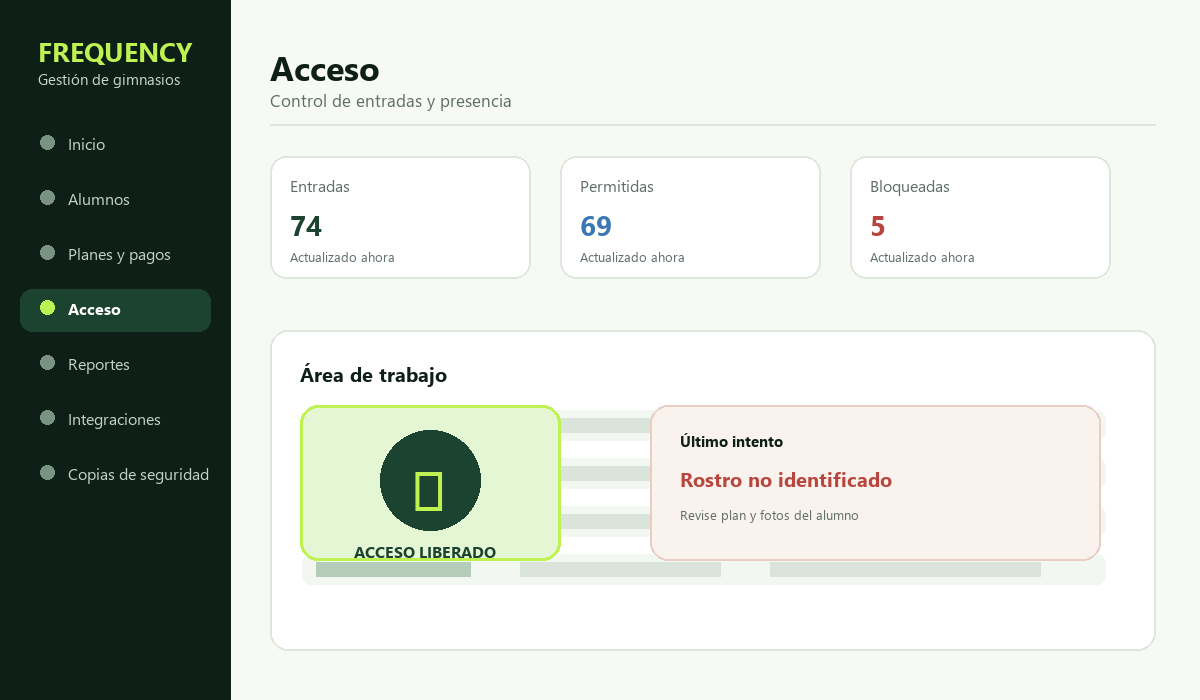 FREQUENCY
Gestión de gimnasios
Inicio
Alumnos
Planes y pagos
Acceso
Reportes
Integraciones
Copias de seguridad
Acceso
Control de entradas y presencia
Entradas
74
Actualizado ahora
Permitidas
69
Actualizado ahora
Bloqueadas
5
Actualizado ahora
Área de trabajo
ACCESO LIBERADO
Último intento
Rostro no identificado
Revise plan y fotos del alumno